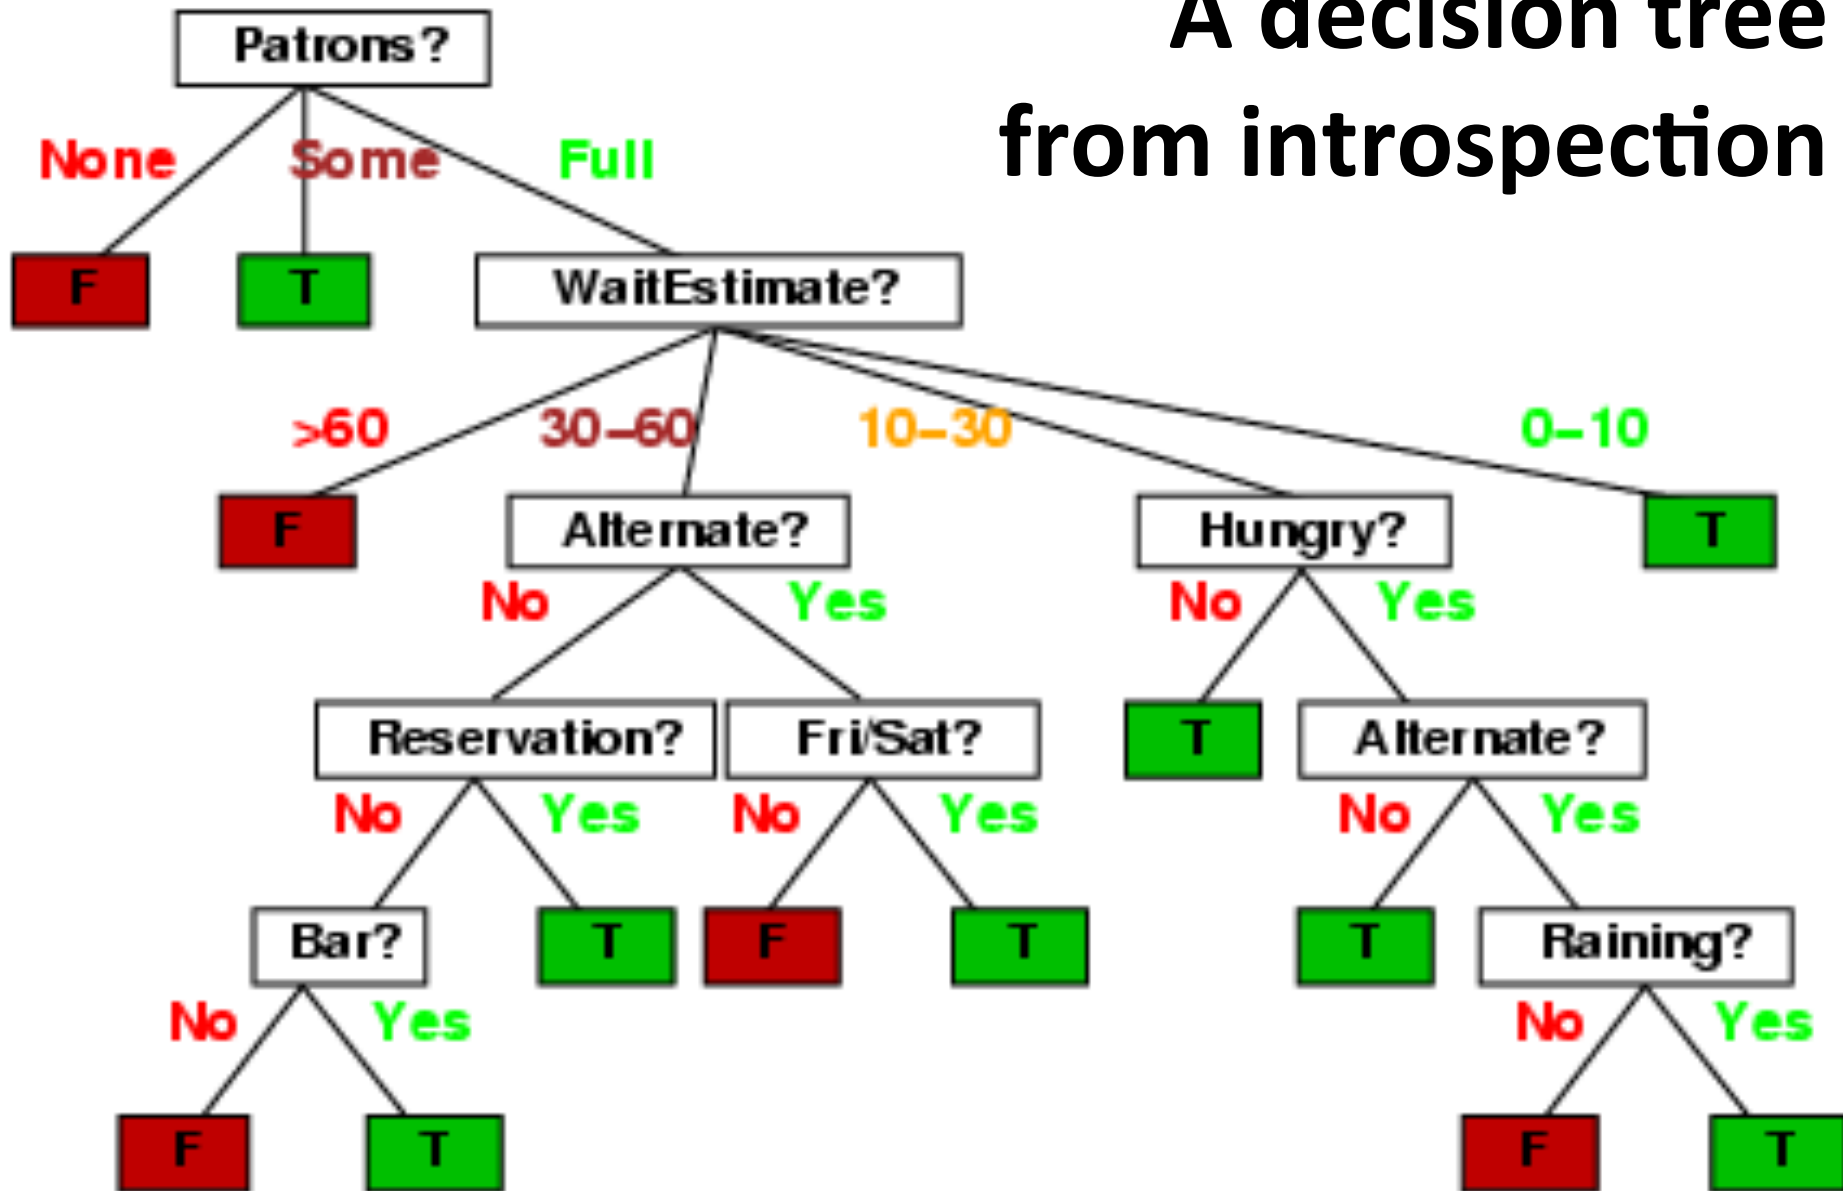 A decision tree
from introspection
Patrons?
None Some Full
F T WaitEstimate?
>60 30–60 10–30 0–10
F Alternate? Hungry? T
No Yes No Yes
Reservation? Fri/Sat? T Alternate?
No Yes No Yes No Yes
Bar? T F T T Raining?
No Yes No Yes
F T F T